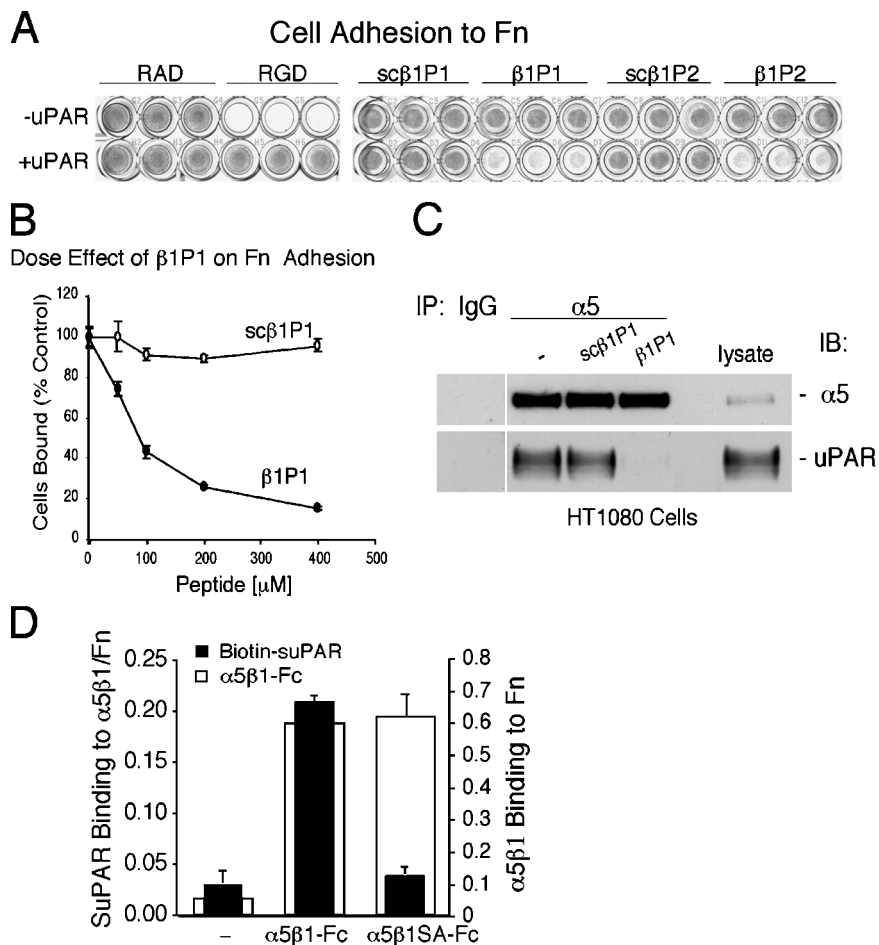 A
Cell Adhesion to Fn
RAD RGD scβ1P1 β1P1 scβ1P2 β1P2
-uPAR
+uPAR
B
Dose Effect of β1P1 on Fn Adhesion
Cells Bound (% Control)
120
100
80
60
40
20
0
scβ1P1
β1P1
0 100 200 300 400 500
Peptide [μM]
C
IP: IgG α5
- scβ1P1 β1P1 lysate IB:
- α5
- uPAR
HT1080 Cells
D
SuPAR Binding to α5β1/Fn
0.25
0.20
0.15
0.10
0.05
0.00
Biotin-suPAR
α5β1-Fc
0.8
0.7
0.6
0.5
0.4
0.3
0.2
0.1
0
α5β1 Binding to Fn
– α5β1-Fc α5β1SA-Fc